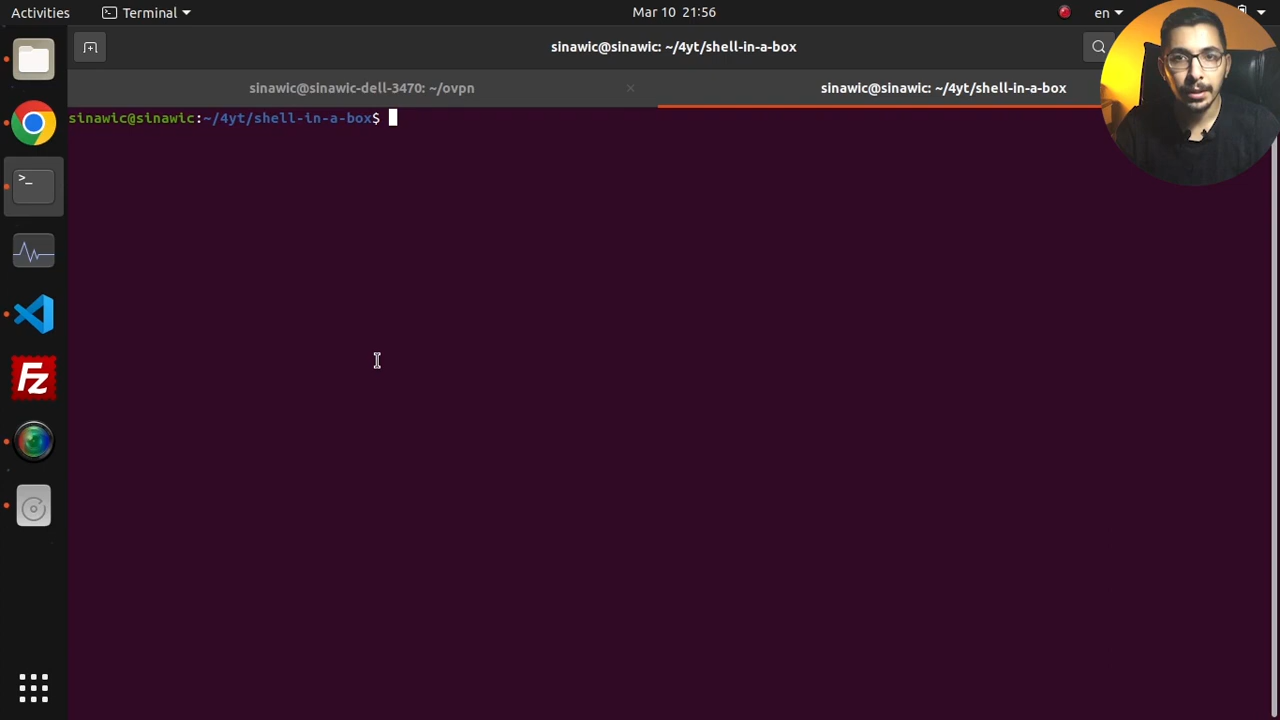 Activities
Terminal
Mar 10 21:56
en
sinawic@sinawic: ~/4yt/shell-in-a-box
sinawic@sinawic-dell-3470: ~/ovpn
sinawic@sinawic: ~/4yt/shell-in-a-box
sinawic@sinawic:~/4yt/shell-in-a-box$
>_
Fz